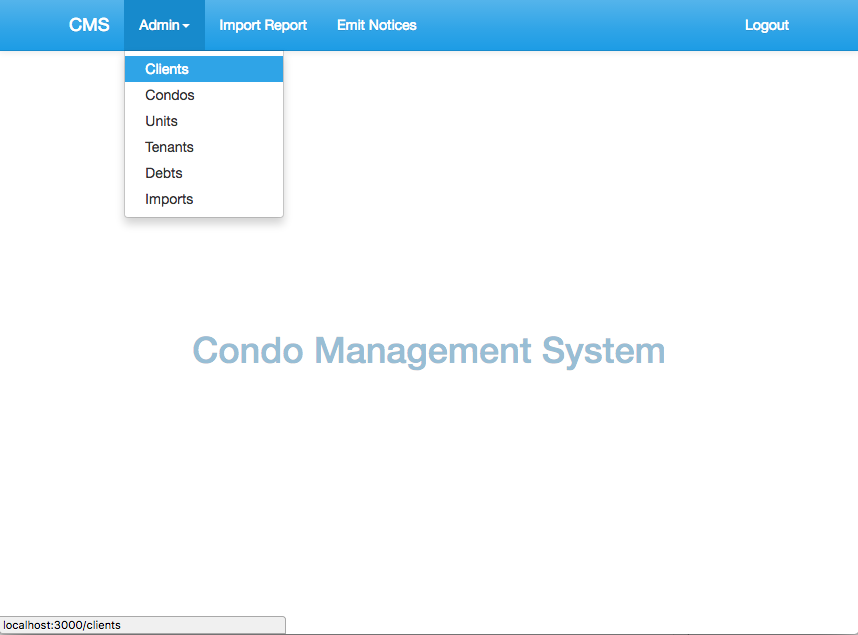 CMS Admin Import Report Emit Notices Logout
Clients
Condos
Units
Tenants
Debts
Imports
Condo Management System
localhost:3000/clients